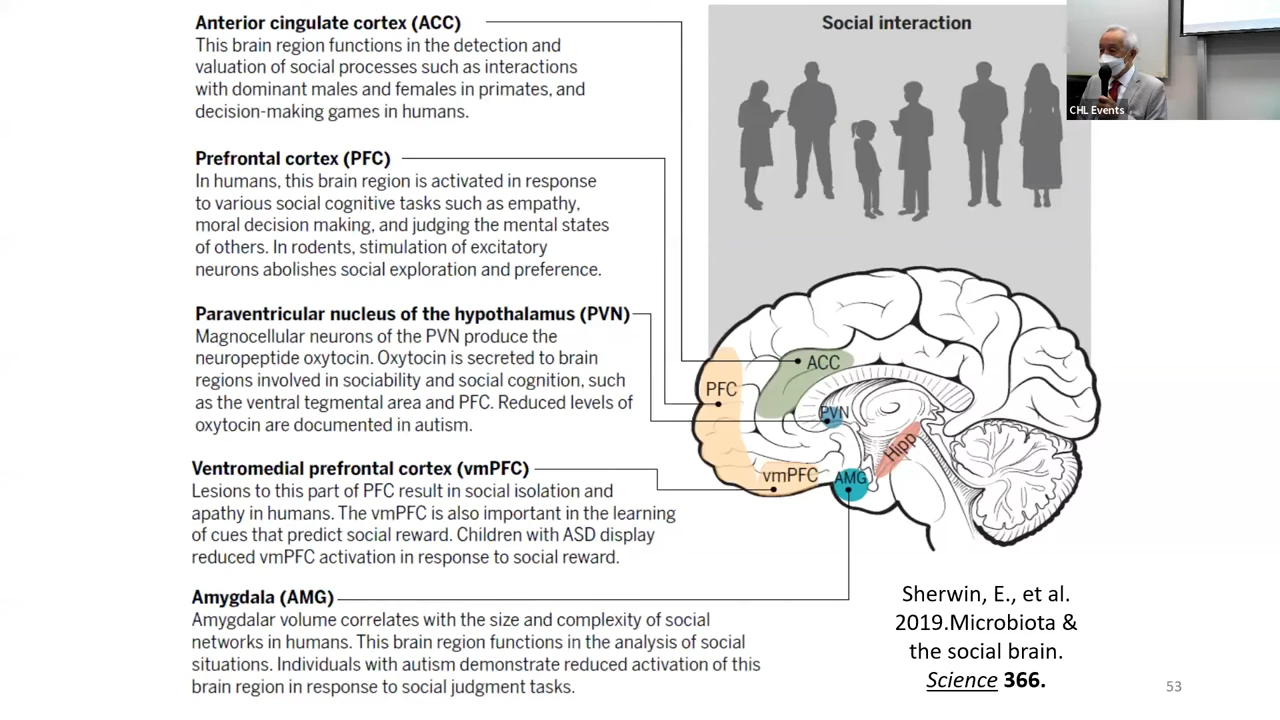 Anterior cingulate cortex (ACC)
This brain region functions in the detection and
valuation of social processes such as interactions
with dominant males and females in primates, and
decision-making games in humans.
Prefrontal cortex (PFC)
In humans, this brain region is activated in response
to various social cognitive tasks such as empathy,
moral decision making, and judging the mental states
of others. In rodents, stimulation of excitatory
neurons abolishes social exploration and preference.
Paraventricular nucleus of the hypothalamus (PVN)
Magnocellular neurons of the PVN produce the
neuropeptide oxytocin. Oxytocin is secreted to brain
regions involved in sociability and social cognition, such
as the ventral tegmental area and PFC. Reduced levels of
oxytocin are documented in autism.
Ventromedial prefrontal cortex (vmPFC)
Lesions to this part of PFC result in social isolation and
apathy in humans. The vmPFC is also important in the learning
of cues that predict social reward. Children with ASD display
reduced vmPFC activation in response to social reward.
Amygdala (AMG)
Amygdalar volume correlates with the size and complexity of social
networks in humans. This brain region functions in the analysis of social
situations. Individuals with autism demonstrate reduced activation of this
brain region in response to social judgment tasks.
Social interaction
CHL Events
ACC
PFC
PVN
Hipp
vmPFC
AMG
Sherwin, E., et al.
2019.Microbiota &
the social brain.
Science 366.
53